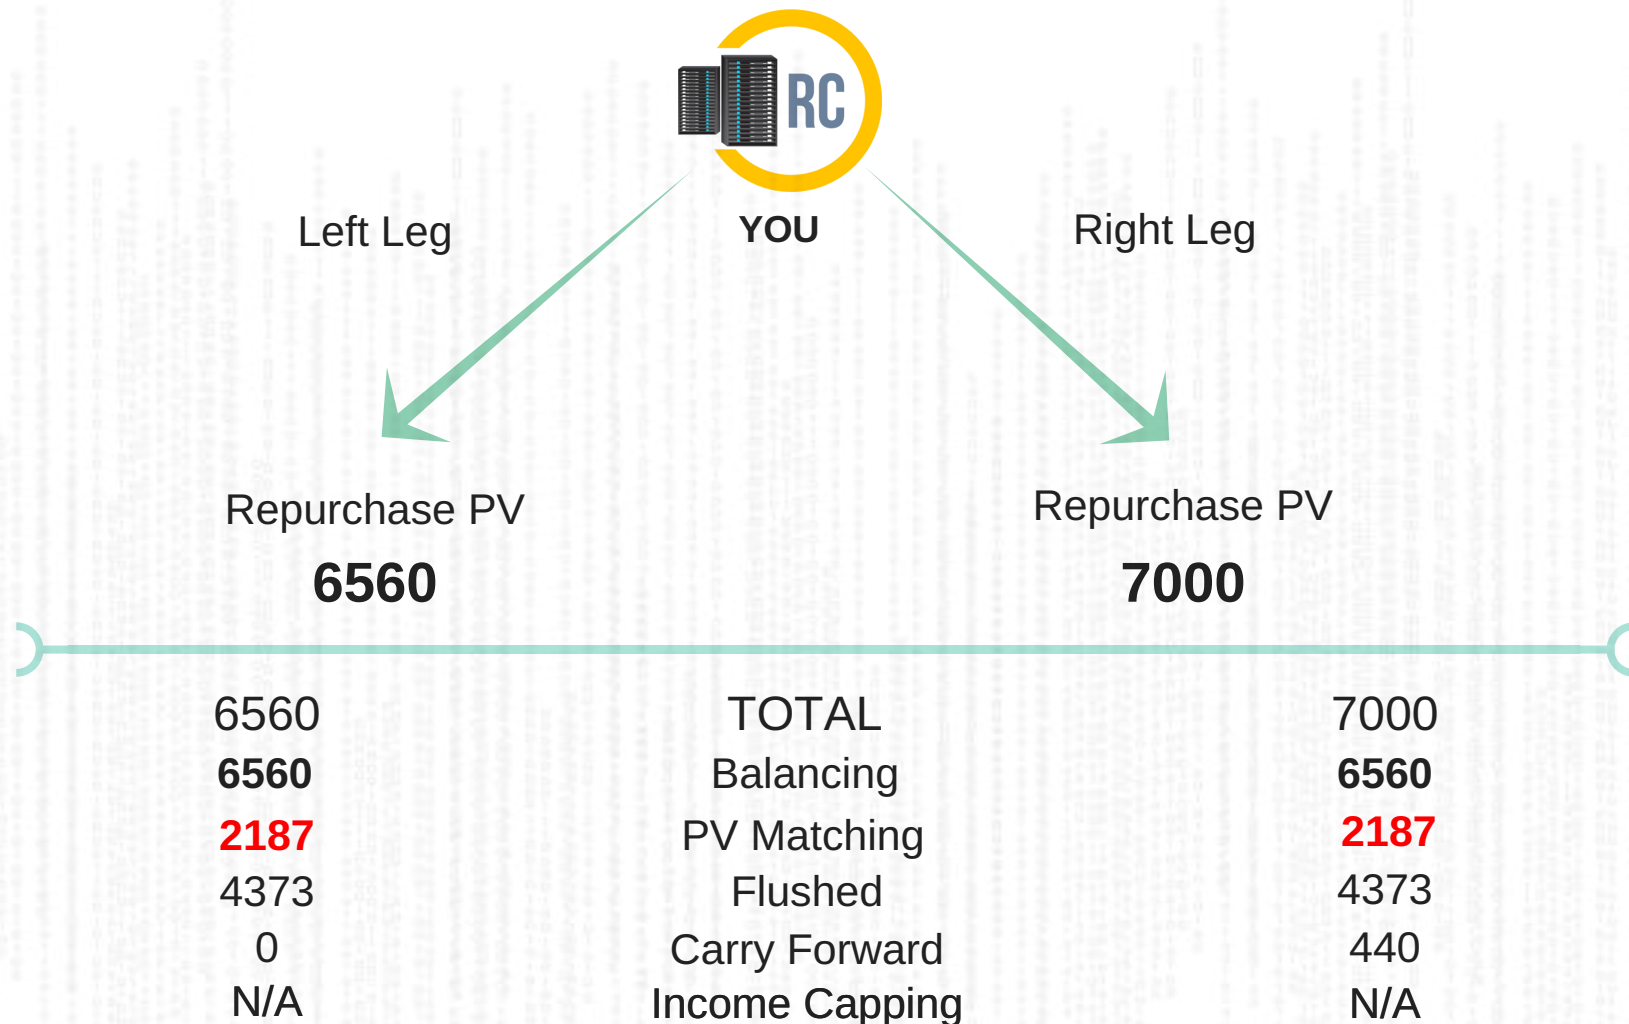 RC
YOU
Left Leg
Right Leg
Repurchase PV
Repurchase PV
6560
7000
6560 TOTAL 7000
6560 Balancing 6560
2187 PV Matching 2187
4373 Flushed 4373
0 Carry Forward 440
N/A Income Capping N/A